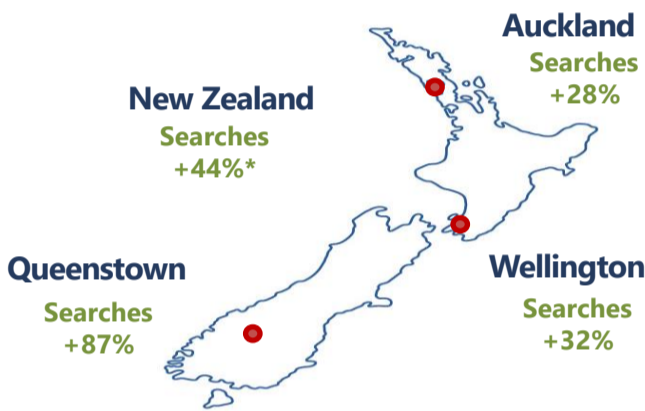 Auckland
Searches
+28%
New Zealand
Searches
+44%*
Queenstown
Searches
+87%
Wellington
Searches
+32%